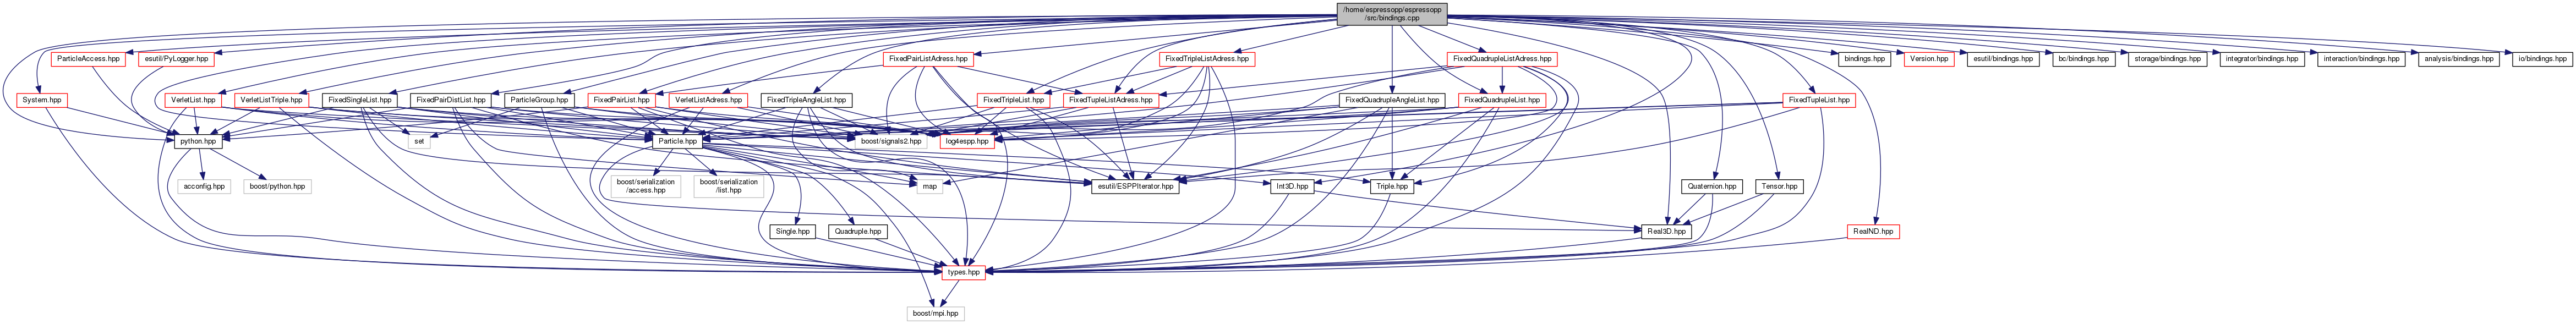 /home/espressopp/espressopp
/src/bindings.cpp
ParticleAccess.hpp
esutil/PyLogger.hpp
FixedPairListAdress.hpp
FixedTripleListAdress.hpp
FixedQuadrupleListAdress.hpp
bindings.hpp
Version.hpp
esutil/bindings.hpp
bc/bindings.hpp
storage/bindings.hpp
integrator/bindings.hpp
interaction/bindings.hpp
analysis/bindings.hpp
io/bindings.hpp
System.hpp
VerletList.hpp
VerletListTriple.hpp
FixedSingleList.hpp
FixedPairDistList.hpp
ParticleGroup.hpp
FixedPairList.hpp
VerletListAdress.hpp
FixedTripleAngleList.hpp
FixedTripleList.hpp
FixedTupleListAdress.hpp
FixedQuadrupleAngleList.hpp
FixedQuadrupleList.hpp
FixedTupleList.hpp
python.hpp
set
Particle.hpp
boost/signals2.hpp
log4espp.hpp
acconfig.hpp
boost/python.hpp
boost/serialization
/access.hpp
boost/serialization
/list.hpp
map
esutil/ESPPIterator.hpp
Int3D.hpp
Triple.hpp
Quaternion.hpp
Tensor.hpp
Single.hpp
Quadruple.hpp
Real3D.hpp
RealND.hpp
types.hpp
boost/mpi.hpp